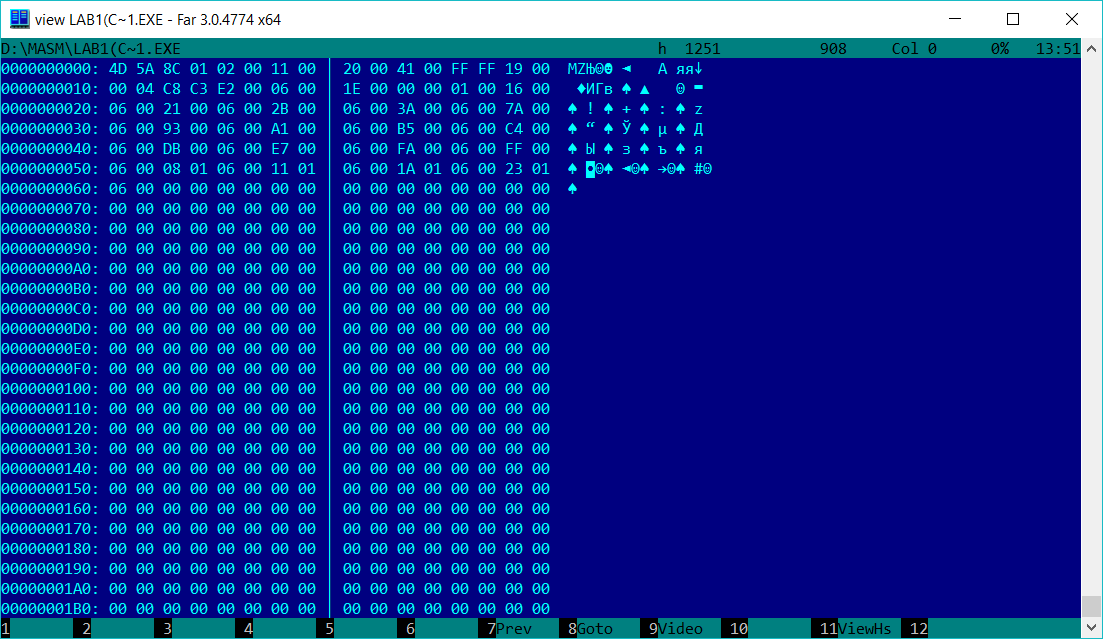 view LAB1(C~1.EXE - Far 3.0.4774 x64
D:\MASM\LAB1(C~1.EXE h 1251 908 Col 0 0% 13:51
0000000000: 4D 5A 8C 01 02 00 11 00 │ 20 00 41 00 FF FF 19 00 MZЊ☺☻ ◄ A яя↓
0000000010: 00 04 C8 C3 E2 00 06 00 │ 1E 00 00 00 01 00 16 00 ♦ИГв ♠ ▲ ☺ ▬
0000000020: 06 00 21 00 06 00 2B 00 │ 06 00 3A 00 06 00 7A 00 ♠ ! ♠ + ♠ : ♠ z
0000000030: 06 00 93 00 06 00 A1 00 │ 06 00 B5 00 06 00 C4 00 ♠ “ ♠ Ў ♠ µ ♠ Д
0000000040: 06 00 DB 00 06 00 E7 00 │ 06 00 FA 00 06 00 FF 00 ♠ Ы ♠ з ♠ ъ ♠ я
0000000050: 06 00 08 01 06 00 11 01 │ 06 00 1A 01 06 00 23 01 ♠ ◘☺♠ ◄☺♠ →☺♠ #☺
0000000060: 06 00 00 00 00 00 00 00 │ 00 00 00 00 00 00 00 00 ♠
0000000070: 00 00 00 00 00 00 00 00 │ 00 00 00 00 00 00 00 00
0000000080: 00 00 00 00 00 00 00 00 │ 00 00 00 00 00 00 00 00
0000000090: 00 00 00 00 00 00 00 00 │ 00 00 00 00 00 00 00 00
00000000A0: 00 00 00 00 00 00 00 00 │ 00 00 00 00 00 00 00 00
00000000B0: 00 00 00 00 00 00 00 00 │ 00 00 00 00 00 00 00 00
00000000C0: 00 00 00 00 00 00 00 00 │ 00 00 00 00 00 00 00 00
00000000D0: 00 00 00 00 00 00 00 00 │ 00 00 00 00 00 00 00 00
00000000E0: 00 00 00 00 00 00 00 00 │ 00 00 00 00 00 00 00 00
00000000F0: 00 00 00 00 00 00 00 00 │ 00 00 00 00 00 00 00 00
0000000100: 00 00 00 00 00 00 00 00 │ 00 00 00 00 00 00 00 00
0000000110: 00 00 00 00 00 00 00 00 │ 00 00 00 00 00 00 00 00
0000000120: 00 00 00 00 00 00 00 00 │ 00 00 00 00 00 00 00 00
0000000130: 00 00 00 00 00 00 00 00 │ 00 00 00 00 00 00 00 00
0000000140: 00 00 00 00 00 00 00 00 │ 00 00 00 00 00 00 00 00
0000000150: 00 00 00 00 00 00 00 00 │ 00 00 00 00 00 00 00 00
0000000160: 00 00 00 00 00 00 00 00 │ 00 00 00 00 00 00 00 00
0000000170: 00 00 00 00 00 00 00 00 │ 00 00 00 00 00 00 00 00
0000000180: 00 00 00 00 00 00 00 00 │ 00 00 00 00 00 00 00 00
0000000190: 00 00 00 00 00 00 00 00 │ 00 00 00 00 00 00 00 00
00000001A0: 00 00 00 00 00 00 00 00 │ 00 00 00 00 00 00 00 00
00000001B0: 00 00 00 00 00 00 00 00 │ 00 00 00 00 00 00 00 00
1 2 3 4 5 6 7Prev 8Goto 9Video 10 11ViewHs 12